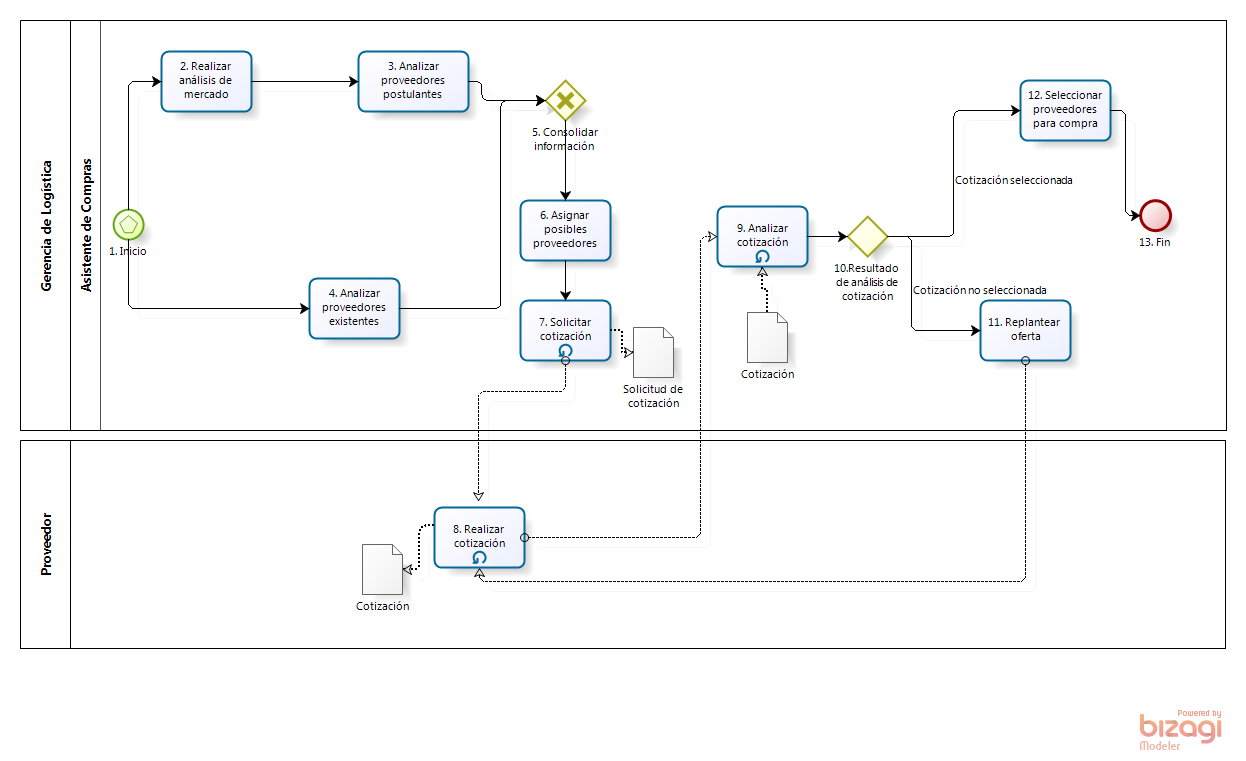 Gerencia de Logística
Asistente de Compras
1. Inicio
2. Realizar
análisis de
mercado
3. Analizar
proveedores
postulantes
4. Analizar
proveedores
existentes
5. Consolidar
información
6. Asignar
posibles
proveedores
7. Solicitar
cotización
Solicitud de
cotización
9. Analizar
cotización
Cotización
10.Resultado
de análisis de
cotización
Cotización seleccionada
Cotización no seleccionada
11. Replantear
oferta
12. Seleccionar
proveedores
para compra
13. Fin
Proveedor
8. Realizar
cotización
Cotización
Powered by
bizagi
Modeler